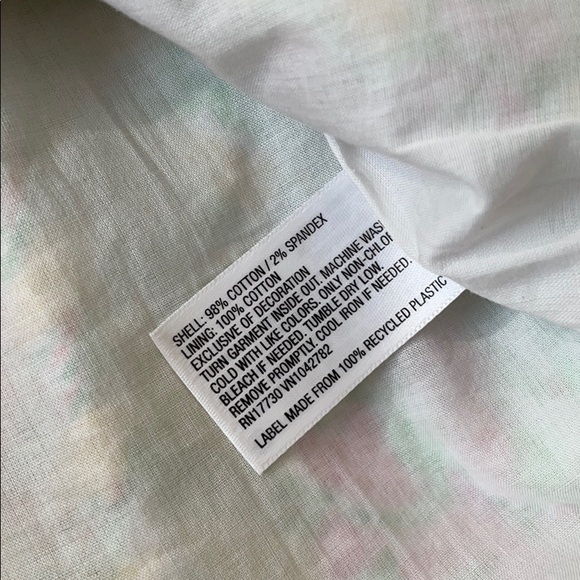 SHELL: 98% COTTON / 2% SPANDEX
LINING: 100% COTTON
EXCLUSIVE OF DECORATION
TURN GARMENT INSIDE OUT. MACHINE WAS
COLD WITH LIKE COLORS. ONLY NON-CHLOR
BLEACH IF NEEDED. TUMBLE DRY LOW.
REMOVE PROMPTLY. COOL IRON IF NEEDED.
RN17730 VN1042782
LABEL MADE FROM 100% RECYCLED PLASTIC